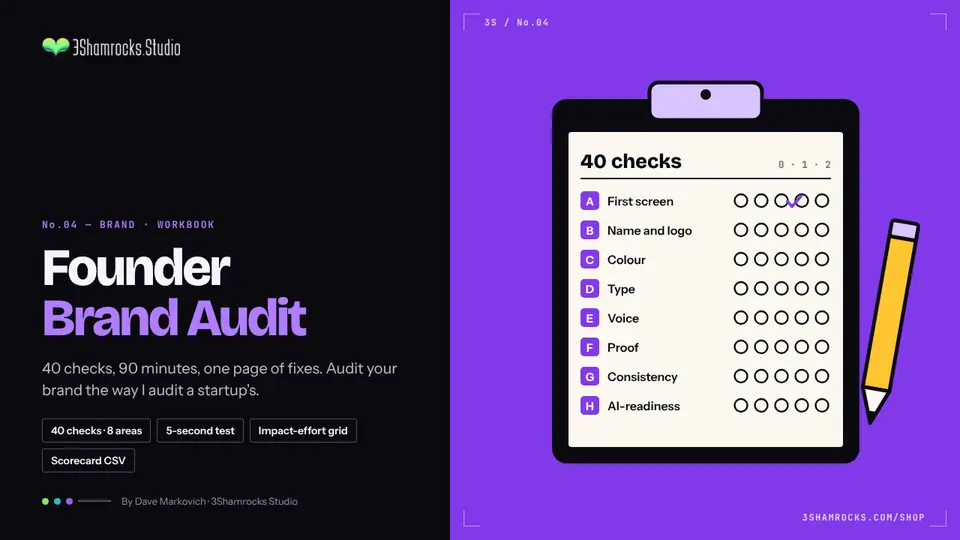 3Shamrocks.Studio
No.04 — BRAND · WORKBOOK
Founder
Brand Audit
40 checks, 90 minutes, one page of fixes. Audit your
brand the way I audit a startup's.
40 checks · 8 areas
5-second test
Impact-effort grid
Scorecard CSV
By Dave Markovich · 3Shamrocks Studio
3S / No.04
40 checks
0 · 1 · 2
A First screen
B Name and logo
C Colour
D Type
E Voice
F Proof
G Consistency
H AI-readiness
3SHAMROCKS.COM/SHOP